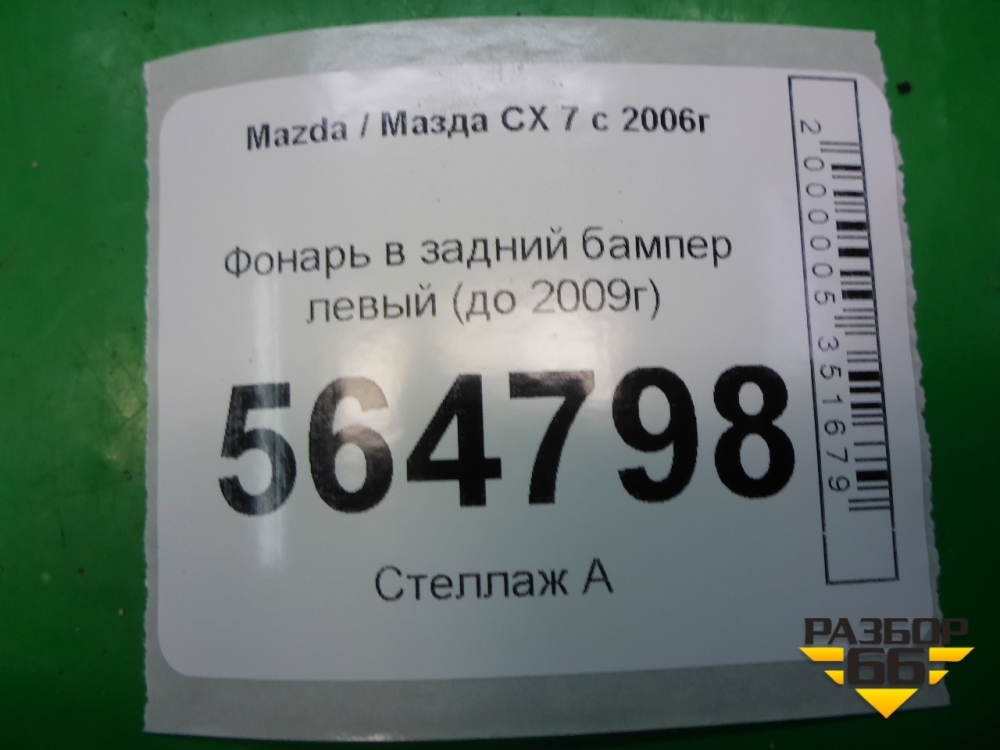 Mazda / Мазда CX 7 с 2006г
Фонарь в задний бампер
левый (до 2009г)
564798
Стеллаж А
2000005351679
РАЗБОР
66